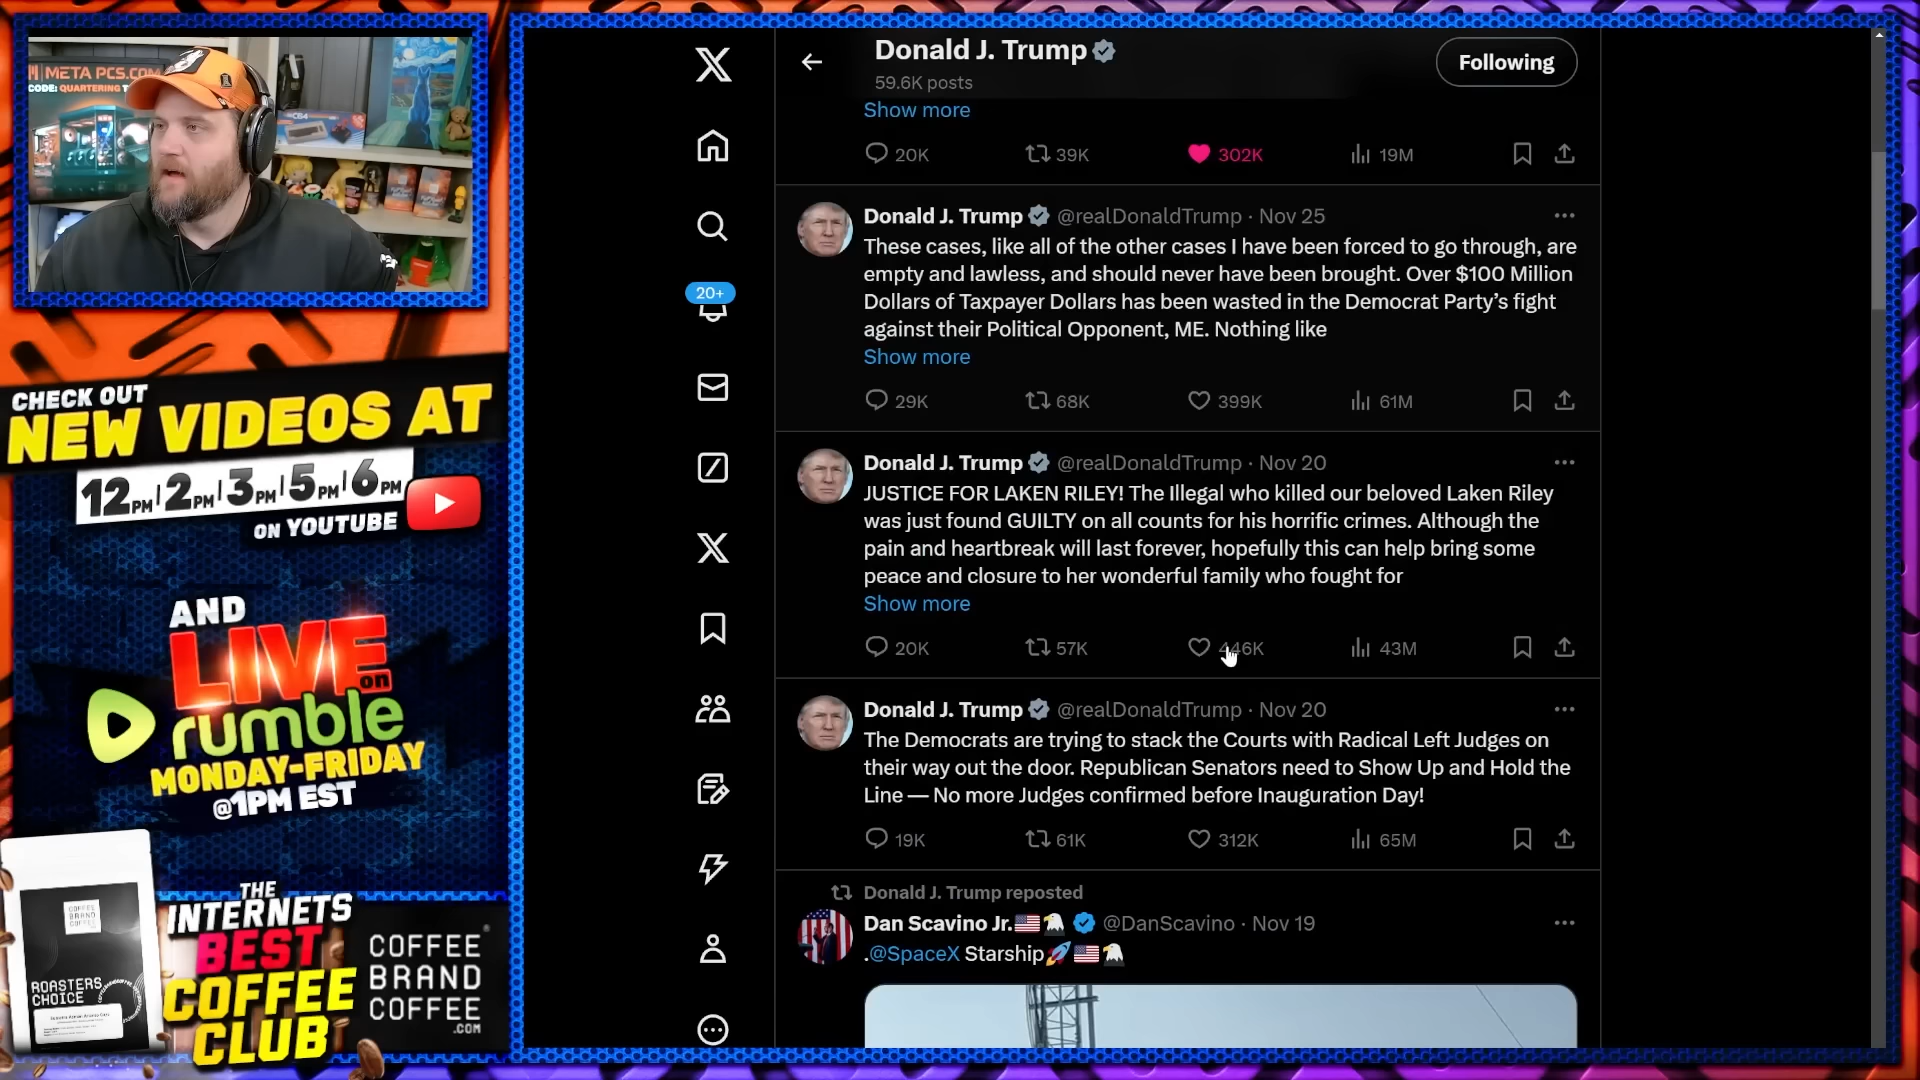 META PCS.COM
CODE: QUARTERING
C64
CHECK OUT
NEW VIDEOS AT
12PM | 2PM | 3PM | 5PM | 6PM
ON YOUTUBE
AND
LIVE
on
rumble
MONDAY-FRIDAY
@1PM EST
THE
INTERNETS
BEST
COFFEE
CLUB
COFFEE
BRAND
COFFEE
ROASTERS
CHOICE
COFFEE
BRAND
COFFEE
.COM
20+
Donald J. Trump
59.6K posts
Following
Show more
20K 39K 302K 19M
Donald J. Trump @realDonaldTrump · Nov 25
These cases, like all of the other cases I have been forced to go through, are
empty and lawless, and should never have been brought. Over $100 Million
Dollars of Taxpayer Dollars has been wasted in the Democrat Party’s fight
against their Political Opponent, ME. Nothing like
Show more
29K 68K 399K 61M
Donald J. Trump @realDonaldTrump · Nov 20
JUSTICE FOR LAKEN RILEY! The Illegal who killed our beloved Laken Riley
was just found GUILTY on all counts for his horrific crimes. Although the
pain and heartbreak will last forever, hopefully this can help bring some
peace and closure to her wonderful family who fought for
Show more
20K 57K 446K 43M
Donald J. Trump @realDonaldTrump · Nov 20
The Democrats are trying to stack the Courts with Radical Left Judges on
their way out the door. Republican Senators need to Show Up and Hold the
Line — No more Judges confirmed before Inauguration Day!
19K 61K 312K 65M
Donald J. Trump reposted
Dan Scavino Jr.🇺🇸🦅 @DanScavino · Nov 19
.@SpaceX Starship🚀🇺🇸🦅